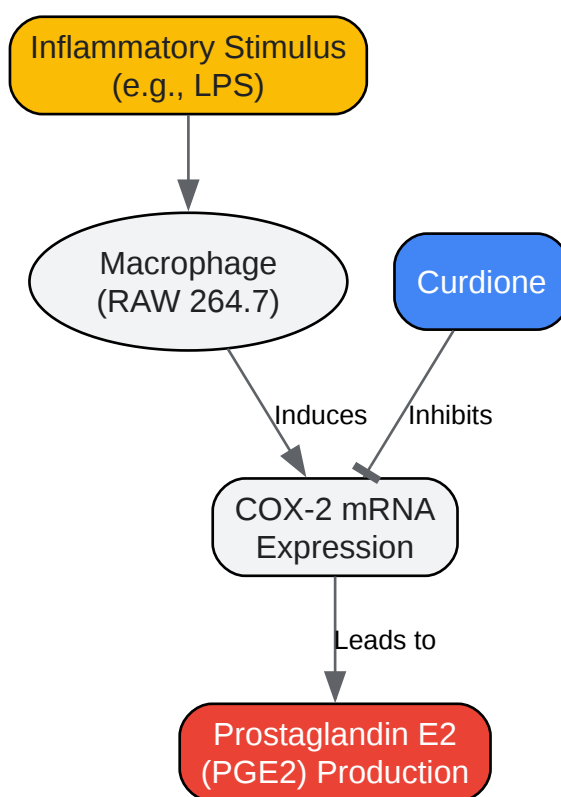 Inflammatory Stimulus
(e.g., LPS)
Macrophage
(RAW 264.7)
Curdione
Induces
Inhibits
COX-2 mRNA
Expression
Leads to
Prostaglandin E2
(PGE2) Production